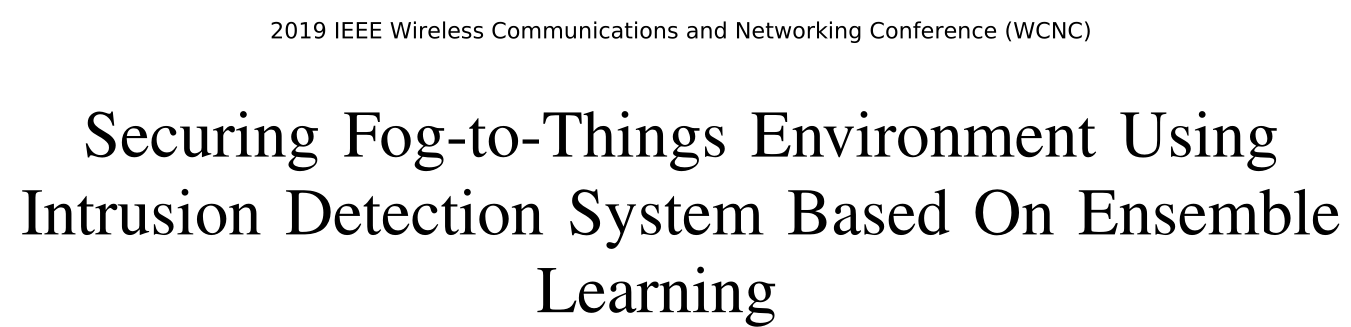 2019 IEEE Wireless Communications and Networking Conference (WCNC)
Securing Fog-to-Things Environment Using
Intrusion Detection System Based On Ensemble
Learning